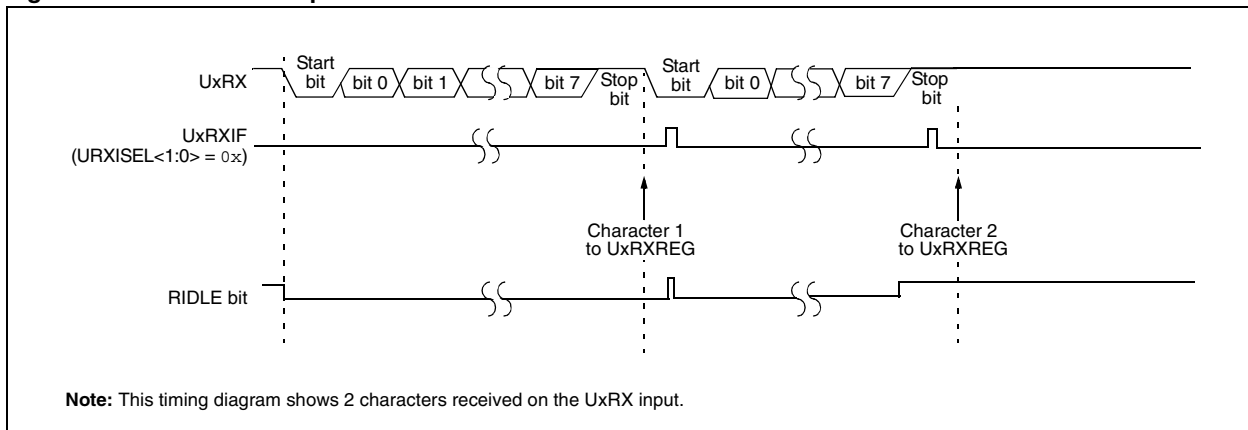 UxRX
Start
bit
bit 0
bit 1
bit 7
Stop
bit
Start
bit
bit 0
bit 7
Stop
bit
UxRXIF
(URXISEL<1:0> = 0x)
Character 1
to UxRXREG
Character 2
to UxRXREG
RIDLE bit
Note: This timing diagram shows 2 characters received on the UxRX input.